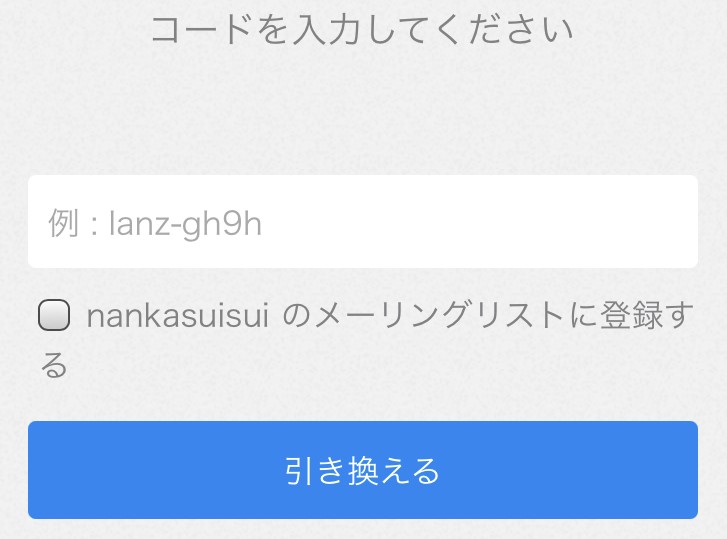 コードを入力してください
例 : lanz-gh9h
nankasuisui のメーリングリストに登録す
る
引き換える